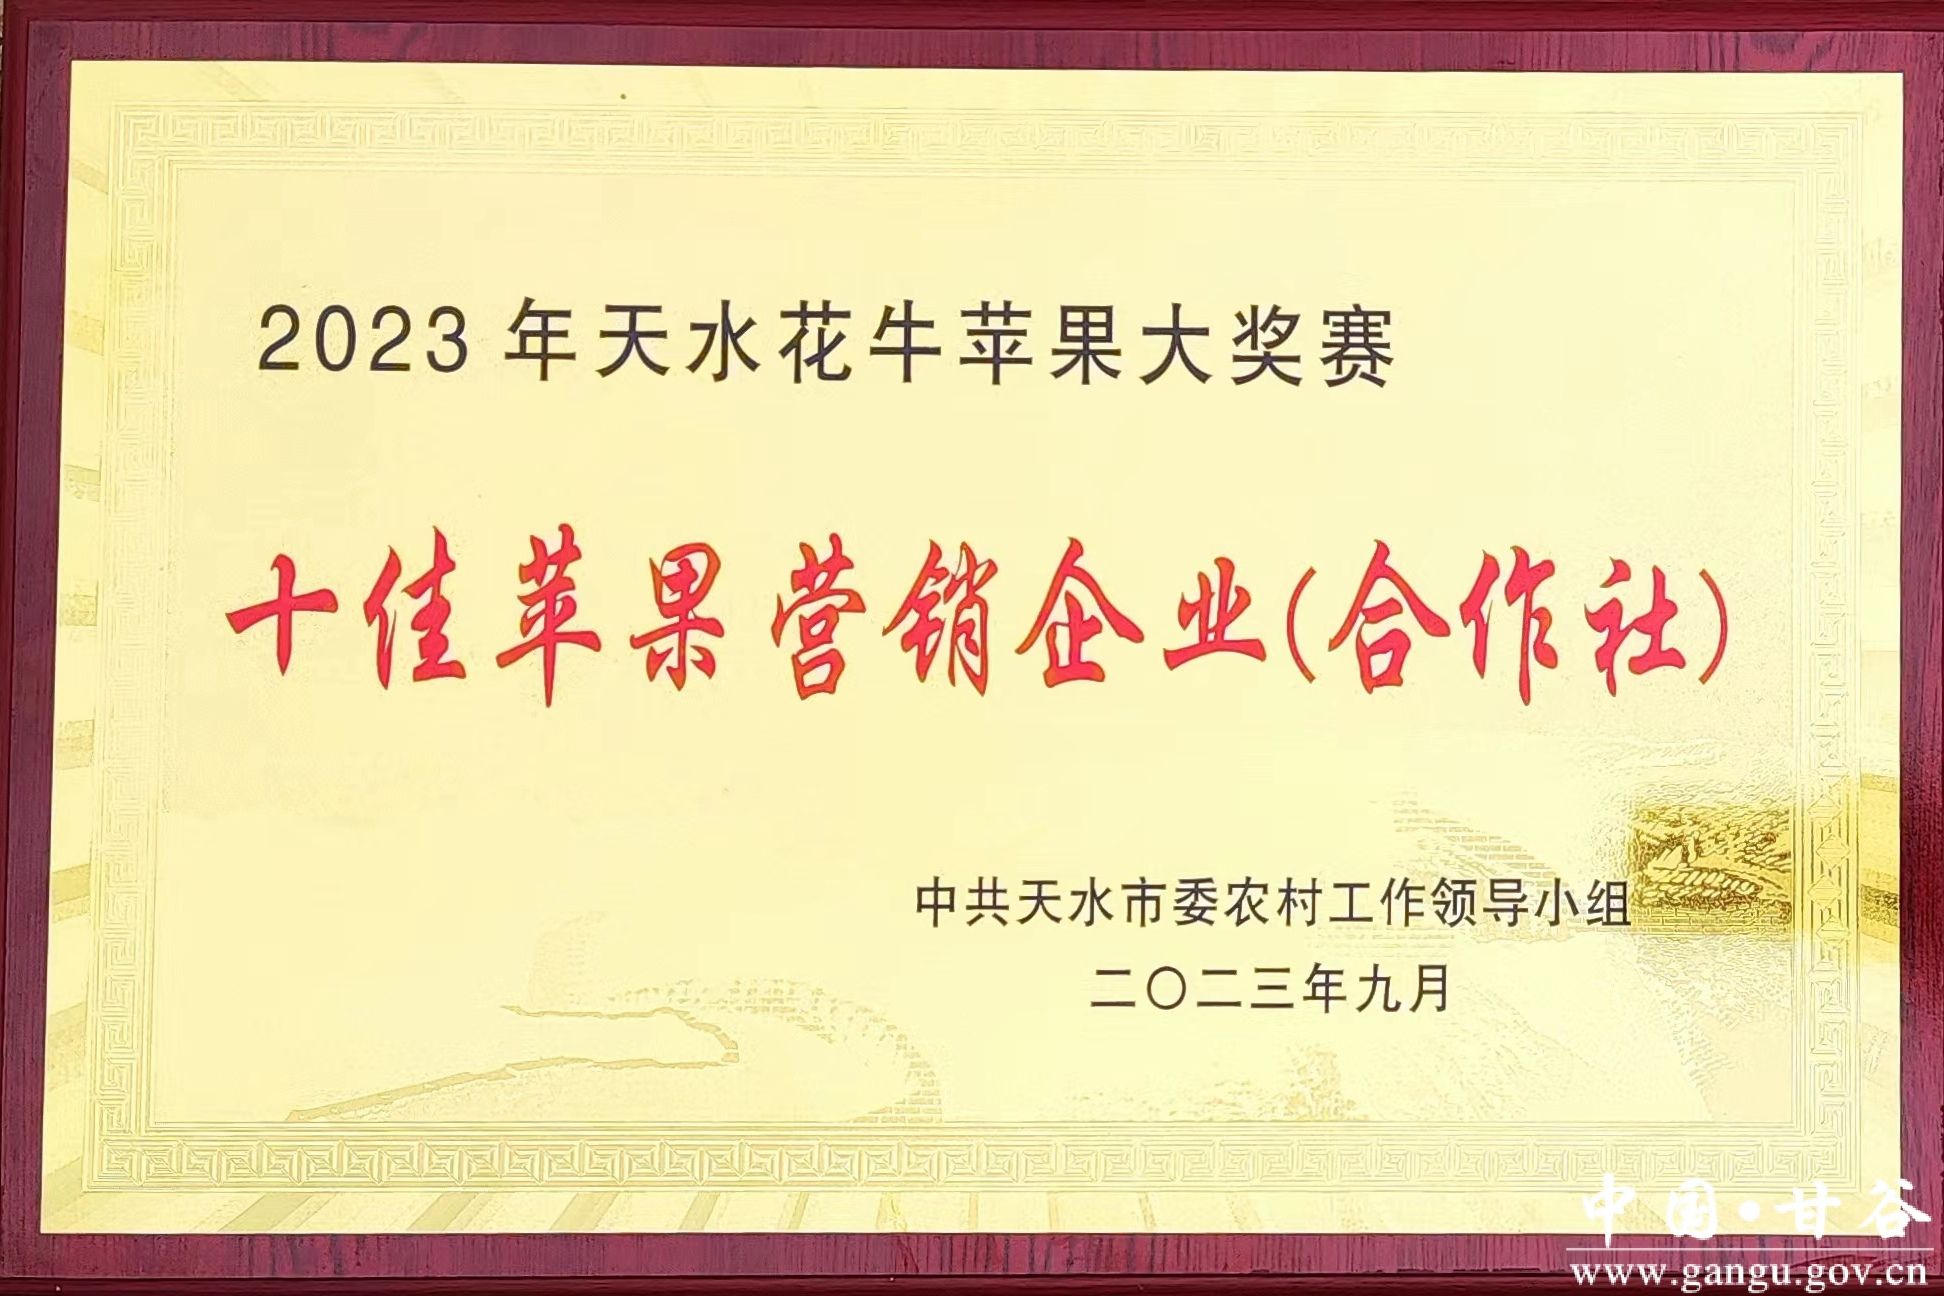 2023年天水花牛苹果大奖赛
十佳苹果营销企业(合作社)
中共天水市委农村工作领导小组
二〇二三年九月
中国·甘谷
www.gangu.gov.cn